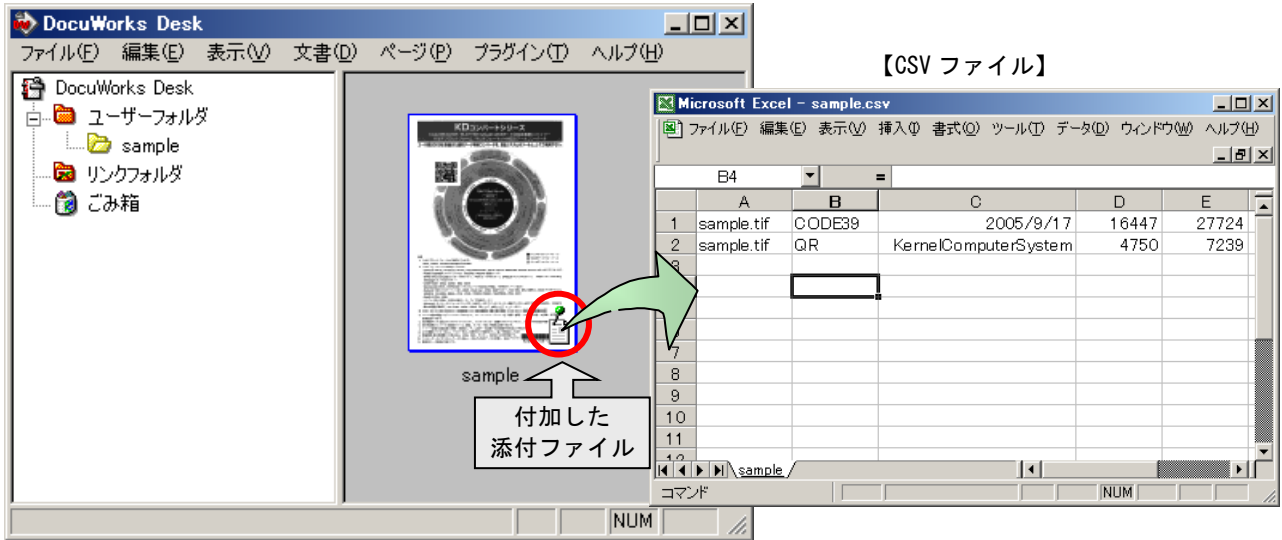 DocuWorks Desk
ファイル(F) 編集(E) 表示(V) 文書(D) ページ(P) プラグイン(T) ヘルプ(H)
DocuWorks Desk
ユーザーフォルダ
sample
リンクフォルダ
ごみ箱
KDコンバートシリーズ
sample
付加した
添付ファイル
NUM
【CSV ファイル】
Microsoft Excel - sample.csv
ファイル(F) 編集(E) 表示(V) 挿入(I) 書式(O) ツール(T) データ(D) ウィンドウ(W) ヘルプ(H)
B4 =
A B C D E
1 sample.tif CODE39 2005/9/17 16447 27724
2 sample.tif QR KernelComputerSystem 4750 7239
7
8
9
10
11
12
sample
コマンド NUM